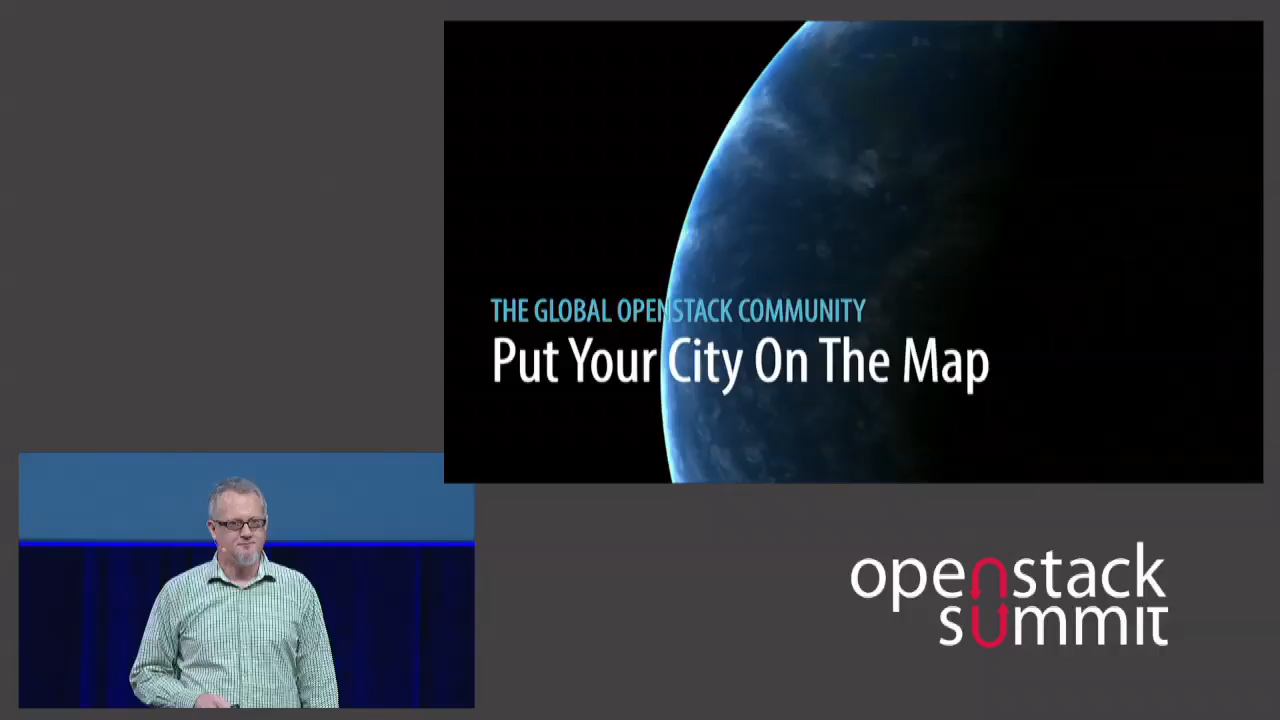 THE GLOBAL OPENSTACK COMMUNITY
Put Your City On The Map
openstack
summit